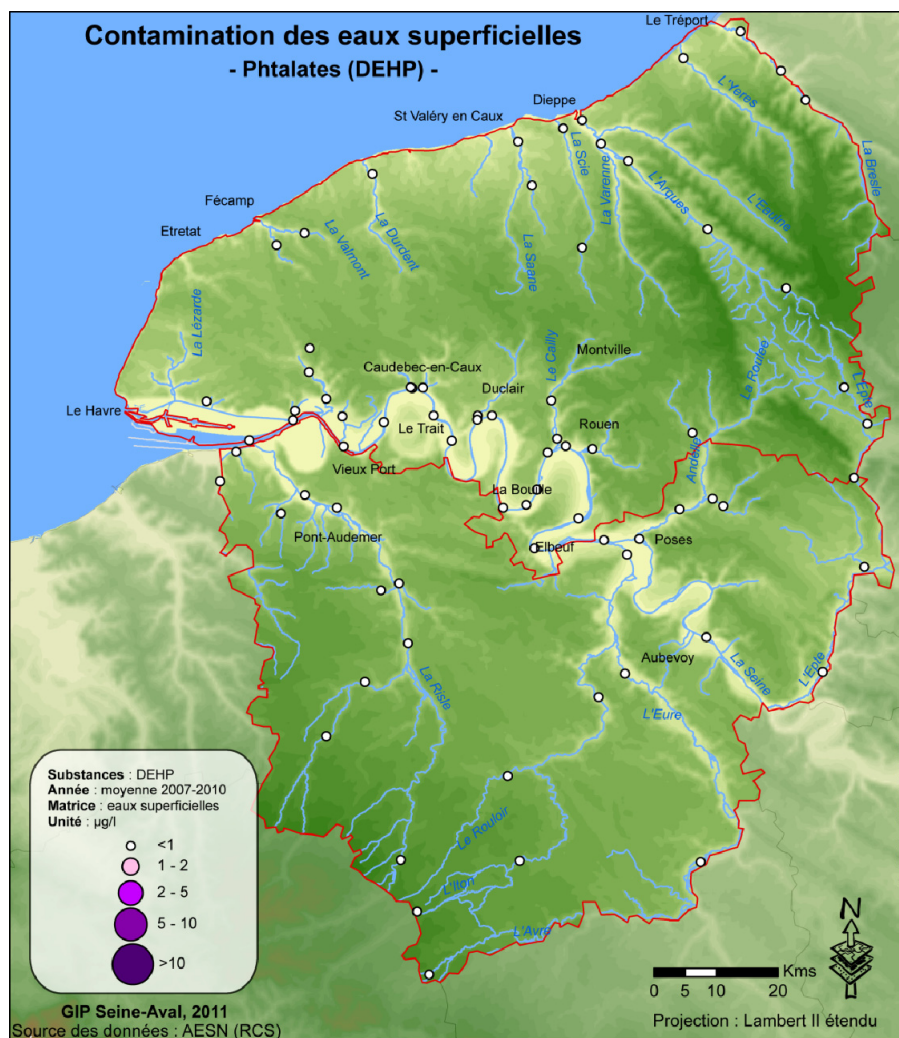 Contamination des eaux superficielles
- Phtalates (DEHP) -
Le Tréport
Dieppe
St Valéry en Caux
L'Yeres
La Scie
La Bresle
La Varenne
L'Arques
L'Eaulne
Fécamp
Etretat
La Valmont
La Durdent
La Saane
La Lézarde
Le Cailly
Montville
Caudebec-en-Caux
Duclair
L'Epte
Le Havre
Le Trait
Rouen
Andelle
Vieux Port
La Bouille
Pont-Audemer
Elbeuf
Poses
Aubevoy
La Seine
L'Epte
La Risle
L'Eure
Le Rouloir
L'Iton
L'Avre
Substances : DEHP
Année : moyenne 2007-2010
Matrice : eaux superficielles
Unité : µg/l
<1
1 - 2
2 - 5
5 - 10
>10
N
Kms
0 5 10 20
GIP Seine-Aval, 2011
Source des données : AESN (RCS)
Projection : Lambert II étendu